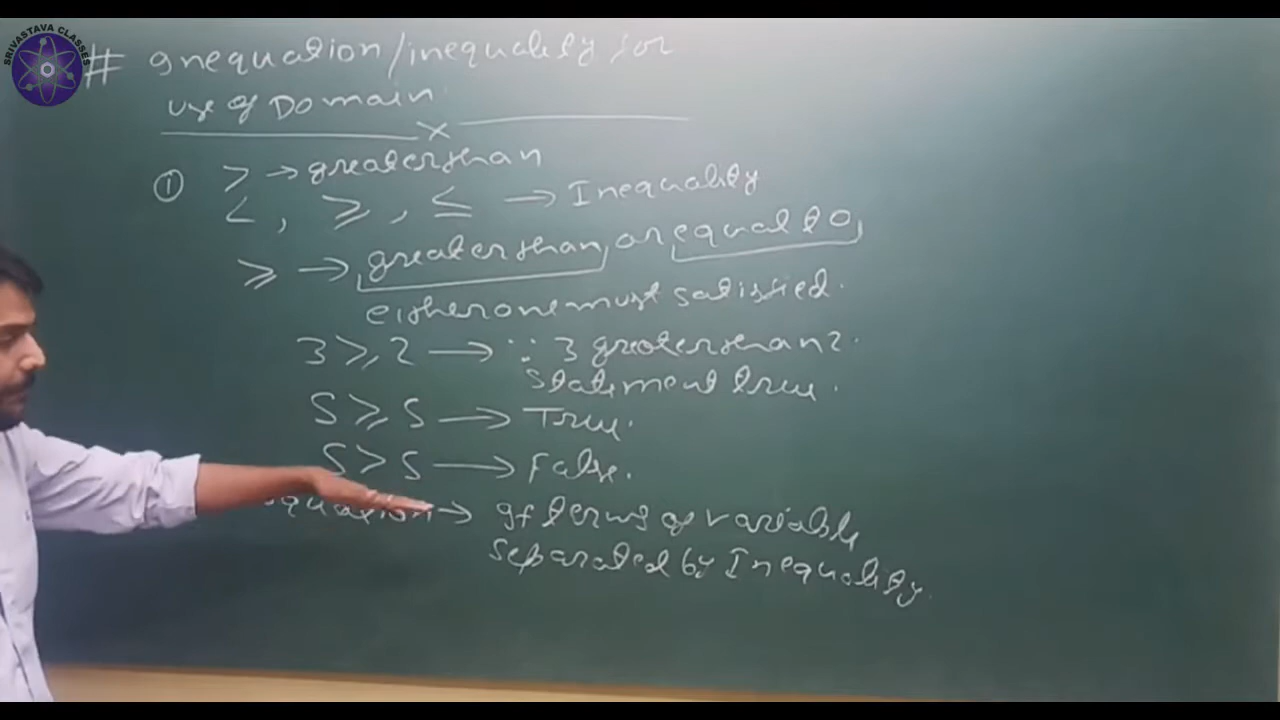 SRIVASTAVA CLASSES
# Inequation/inequality for
use of Domain
① > → greater than
< , ≥ , ≤ → Inequality
≥ → greater than or equal to
either one must satisfied.
3 ≥ 2 → ∵ 3 greater than 2.
Statement true.
5 ≥ 5 → True.
5 > 5 → False.
→ If terms of variable
separated by Inequality.